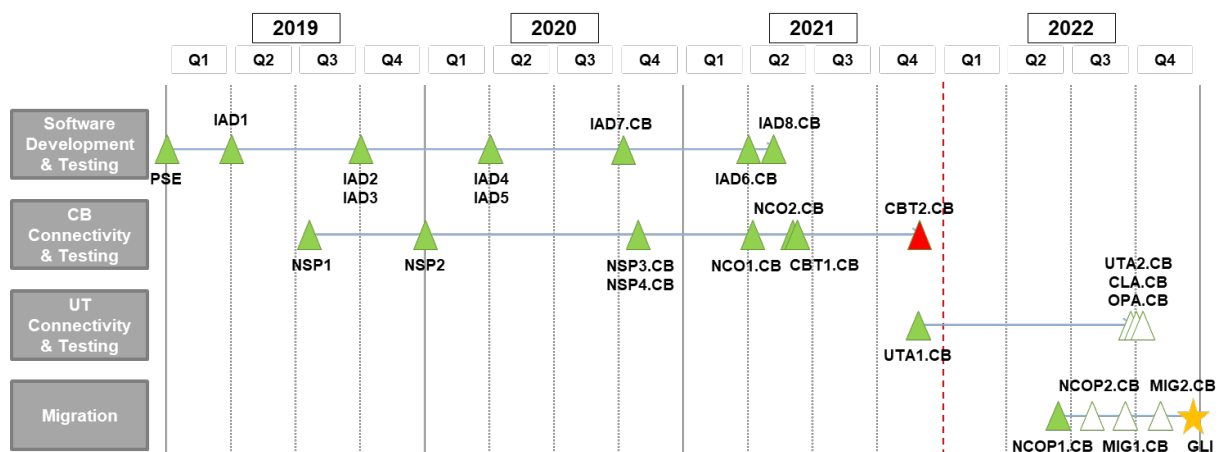 2019
2020
2021
2022
Q1
Q2
Q3
Q4
Q1
Q2
Q3
Q4
Q1
Q2
Q3
Q4
Q1
Q2
Q3
Q4
Software
Development
& Testing
IAD1
IAD7.CB
IAD8.CB
PSE
IAD2
IAD3
IAD4
IAD5
IAD6.CB
CB
Connectivity
& Testing
NCO2.CB
CBT2.CB
NSP1
NSP2
NSP3.CB
NSP4.CB
NCO1.CB
CBT1.CB
UT
Connectivity
& Testing
UTA2.CB
CLA.CB
OPA.CB
UTA1.CB
Migration
NCOP2.CB
MIG2.CB
NCOP1.CB
MIG1.CB
GLI